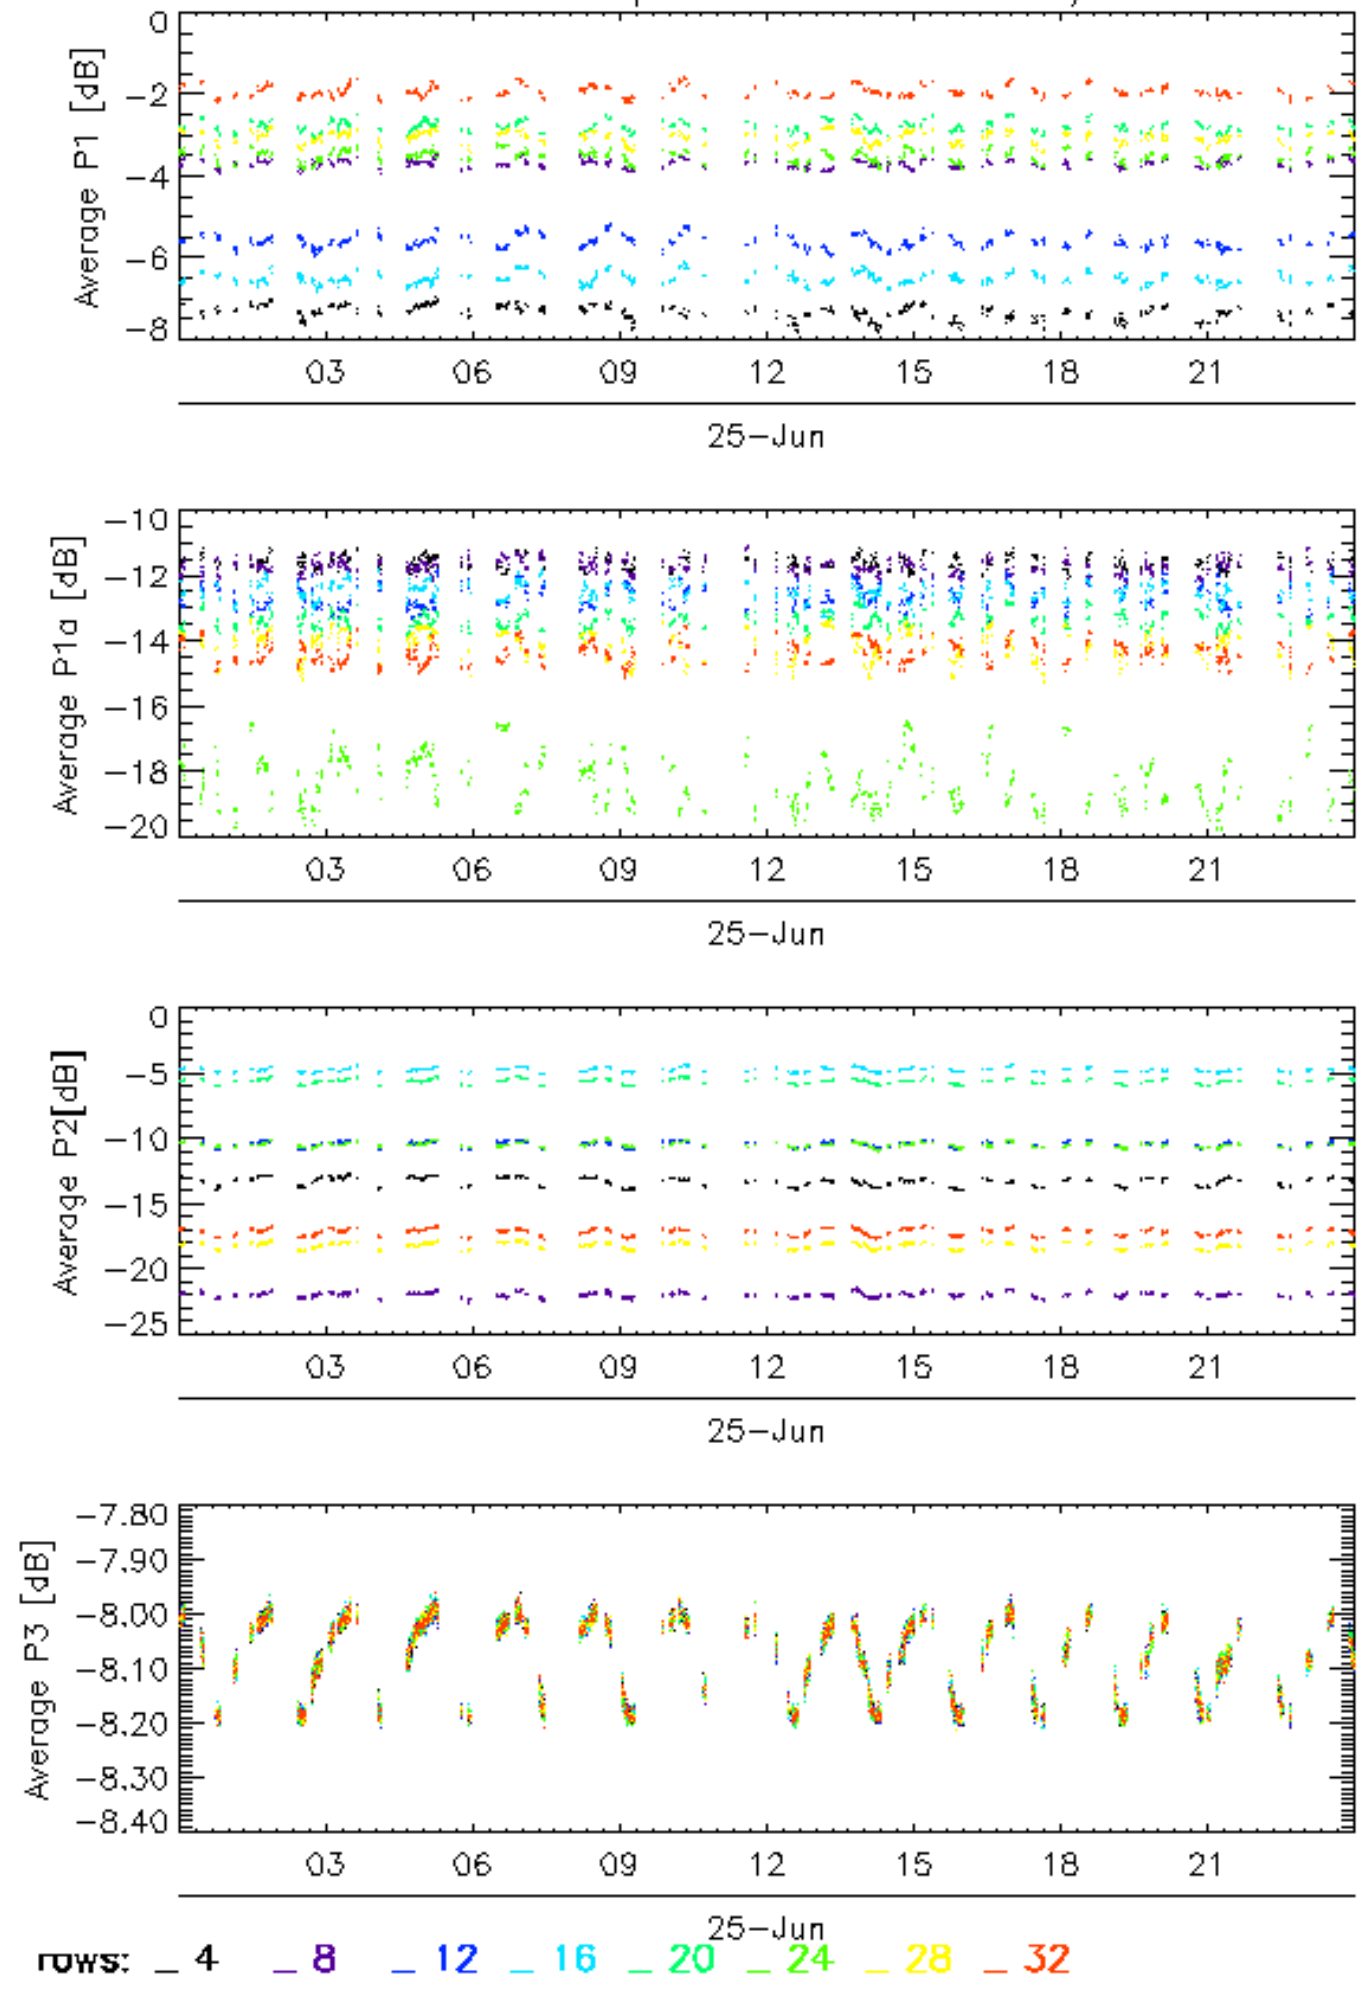 Average P1 [dB]
0
-2
-4
-6
-8
03 06 09 12 15 18 21
25-Jun
Average P1a [dB]
-10
-12
-14
-16
-18
-20
03 06 09 12 15 18 21
25-Jun
Average P2[dB]
0
-5
-10
-15
-20
-25
03 06 09 12 15 18 21
25-Jun
Average P3 [dB]
-7.80
-7.90
-8.00
-8.10
-8.20
-8.30
-8.40
03 06 09 12 15 18 21
25-Jun
rows: _ 4 _ 8 _ 12 _ 16 _ 20 _ 24 _ 28 _ 32